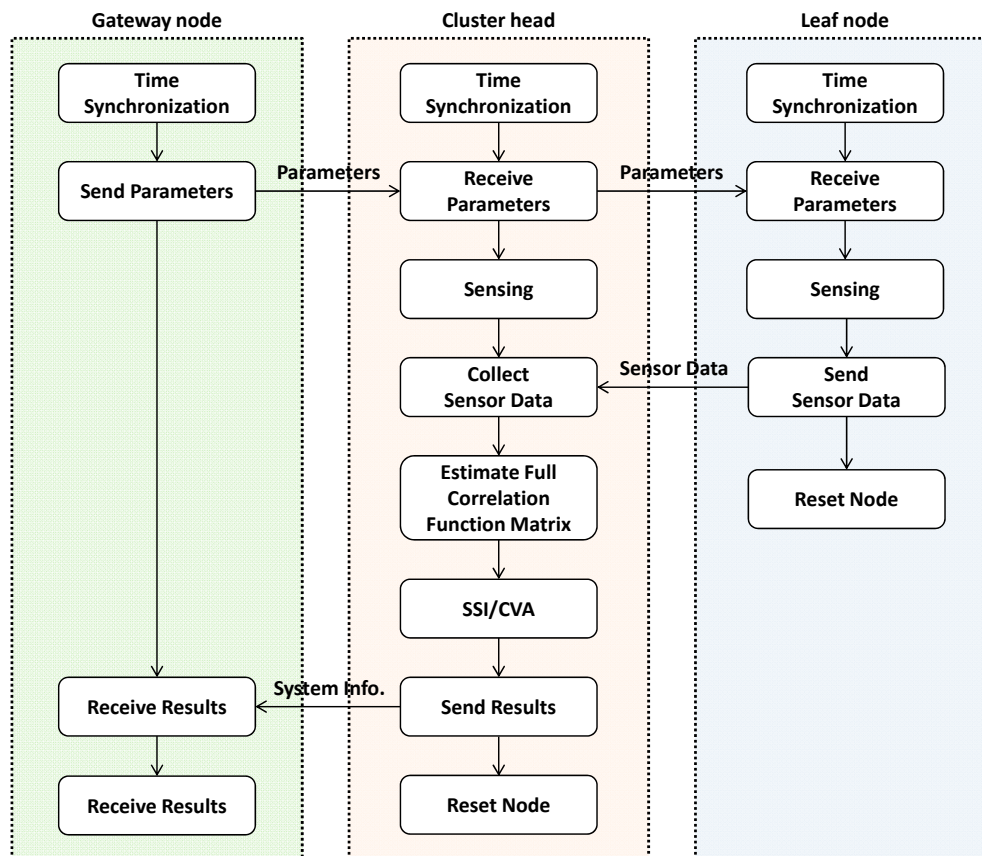 Gateway node
Cluster head
Leaf node
Time
Synchronization
Time
Synchronization
Time
Synchronization
Send Parameters
Parameters
Receive
Parameters
Parameters
Receive
Parameters
Sensing
Sensing
Collect
Sensor Data
Sensor Data
Send
Sensor Data
Estimate Full
Correlation
Function Matrix
Reset Node
SSI/CVA
Receive Results
System Info.
Send Results
Receive Results
Reset Node